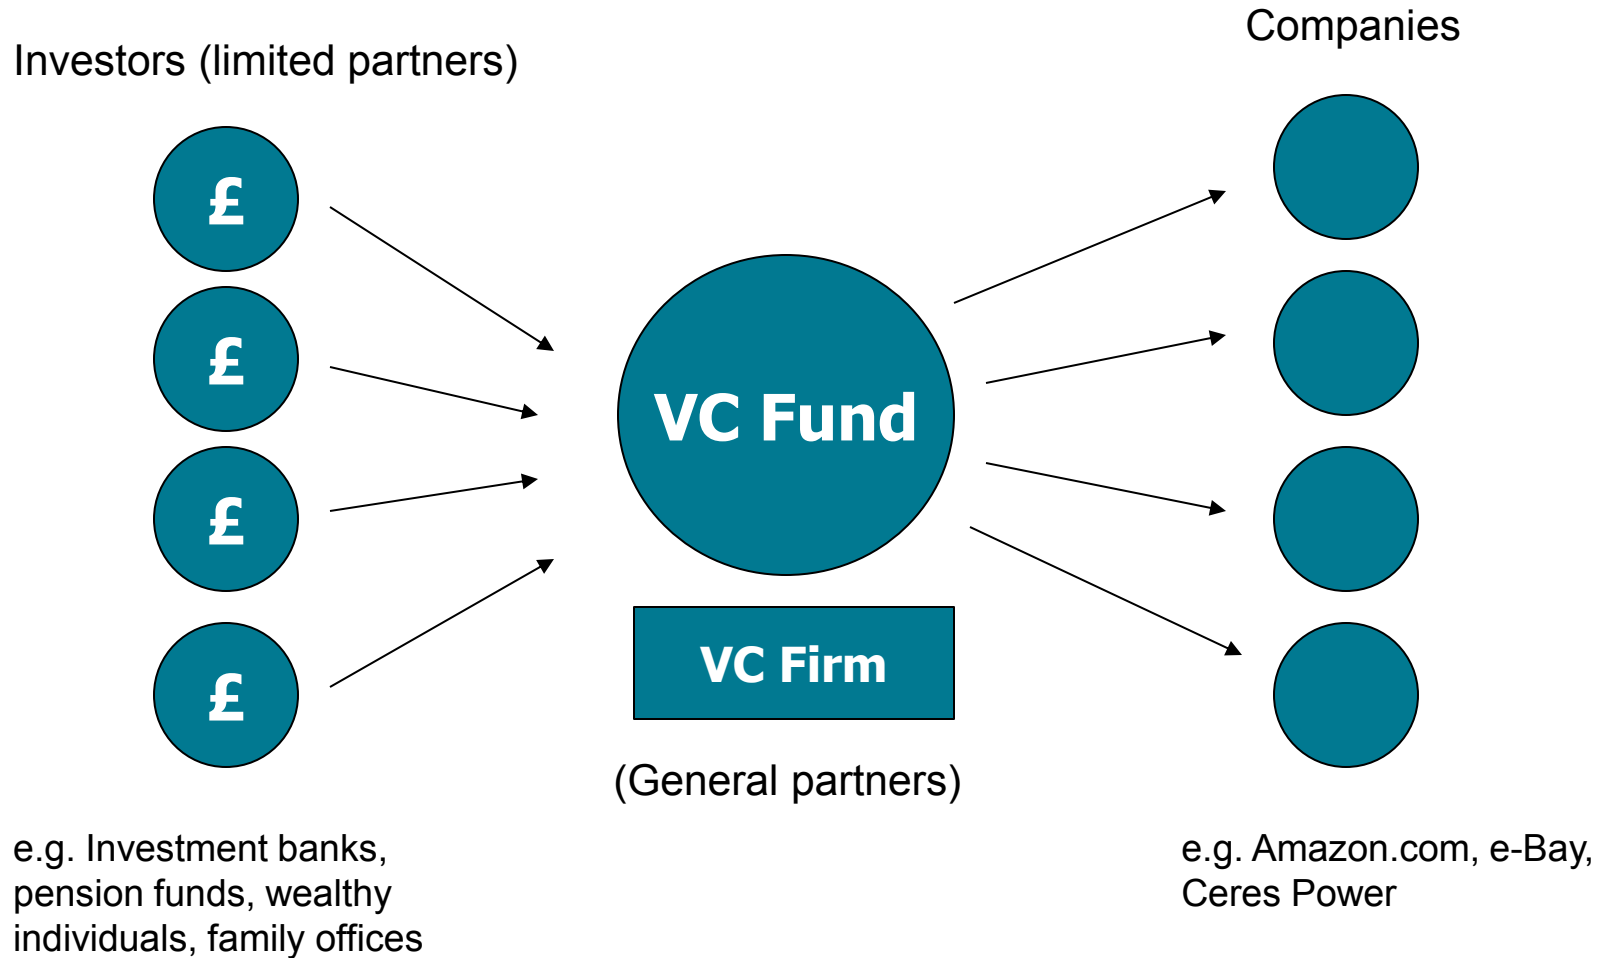 Companies
Investors (limited partners)
£
£
£
£
VC Fund
VC Firm
(General partners)
e.g. Investment banks,
pension funds, wealthy
individuals, family offices
e.g. Amazon.com, e-Bay,
Ceres Power